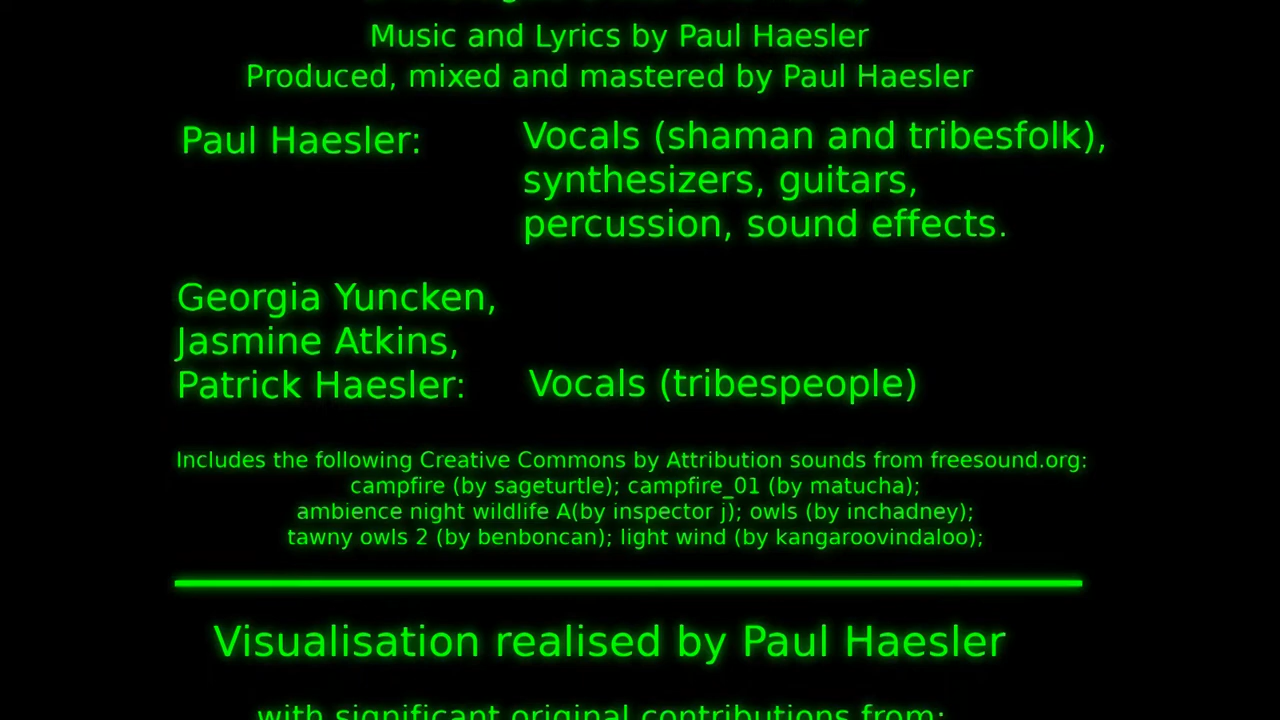 Music and Lyrics by Paul Haesler
Produced, mixed and mastered by Paul Haesler
Paul Haesler: Vocals (shaman and tribesfolk),
synthesizers, guitars,
percussion, sound effects.
Georgia Yuncken,
Jasmine Atkins,
Patrick Haesler: Vocals (tribespeople)
Includes the following Creative Commons by Attribution sounds from freesound.org:
campfire (by sageturtle); campfire_01 (by matucha);
ambience night wildlife A(by inspector j); owls (by inchadney);
tawny owls 2 (by benboncan); light wind (by kangaroovindaloo);
Visualisation realised by Paul Haesler
with significant original contributions from: